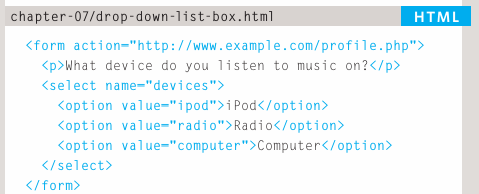 chapter-07/drop-down-list-box.html HTML
<form action="http://www.example.com/profile.php">
<p>What device do you listen to music on?</p>
<select name="devices">
<option value="ipod">iPod</option>
<option value="radio">Radio</option>
<option value="computer">Computer</option>
</select>
</form>